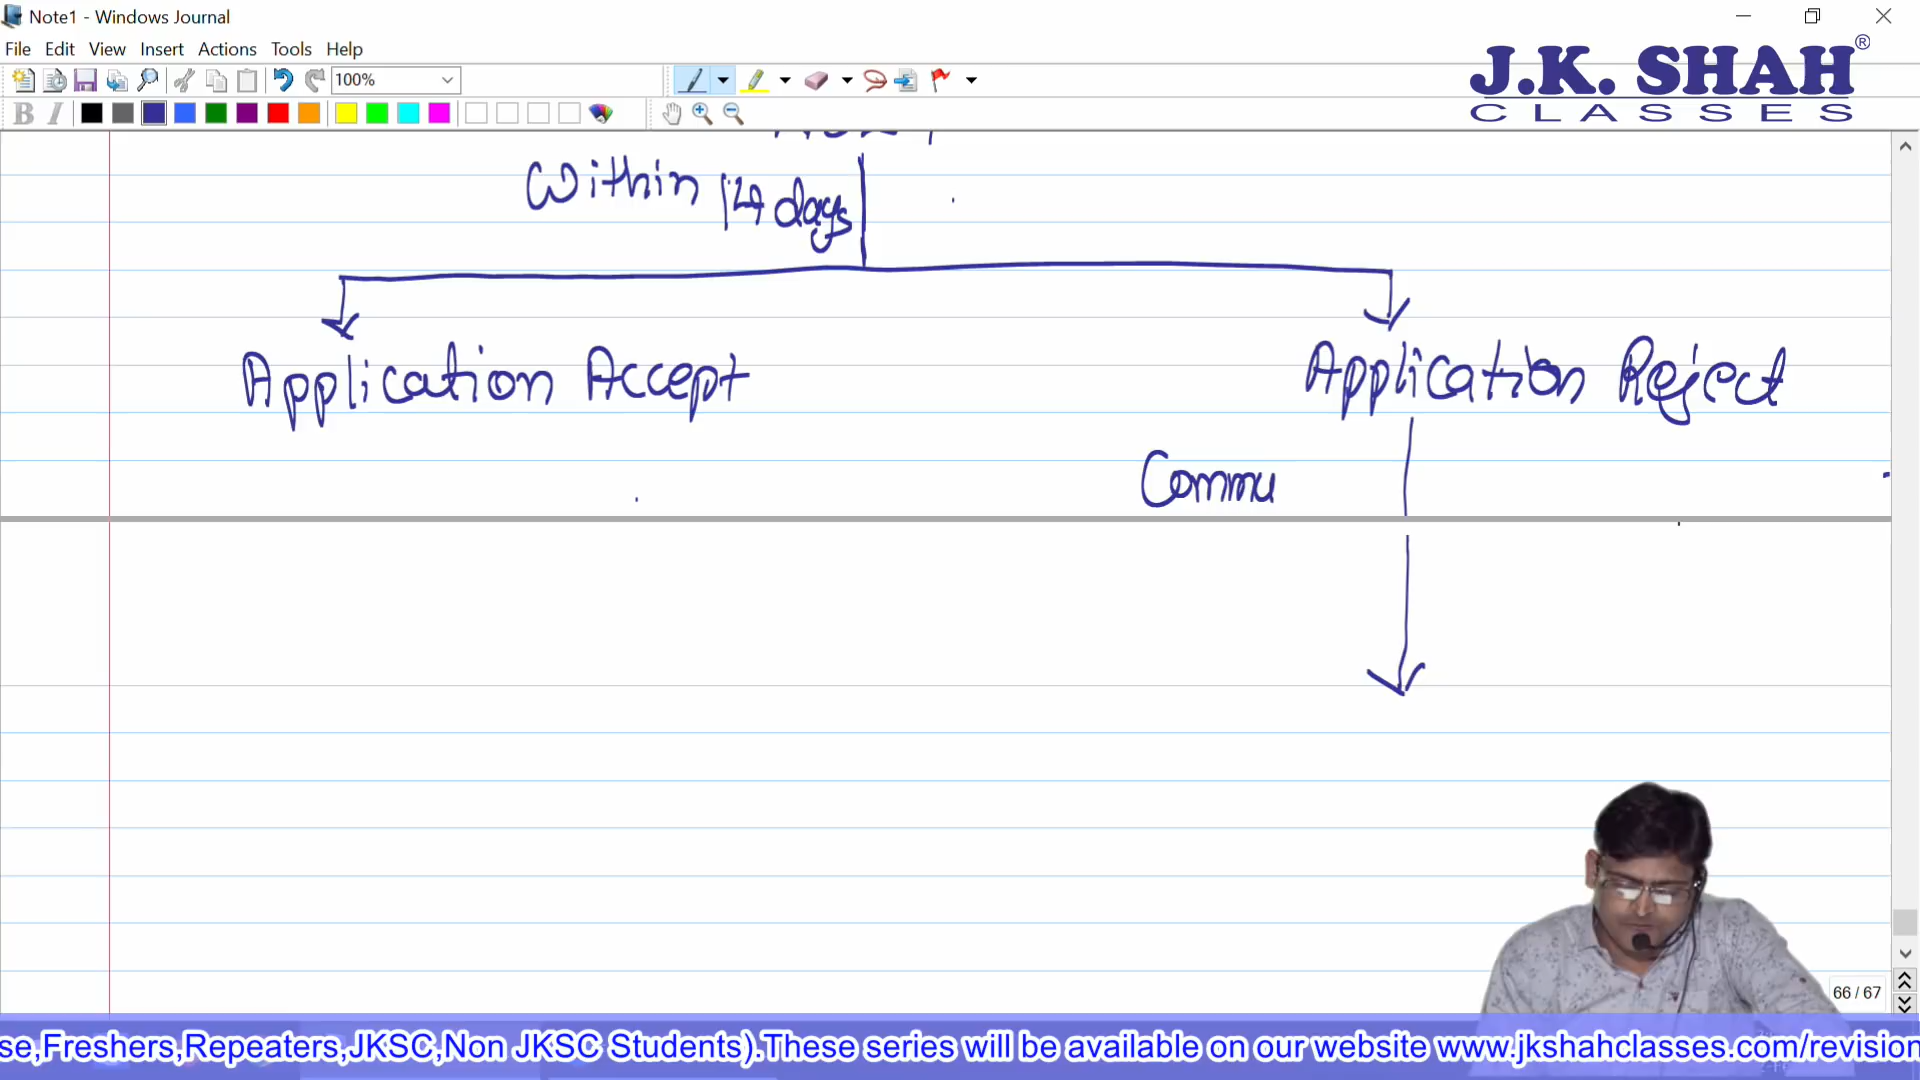 Note1 - Windows Journal
File Edit View Insert Actions Tools Help
100%
J.K. SHAH®
CLASSES
Within 14 days
Application Accept
Application Reject
Commu
66 / 67
se,Freshers,Repeaters,JKSC,Non JKSC Students).These series will be available on our website www.jkshahclasses.com/revision